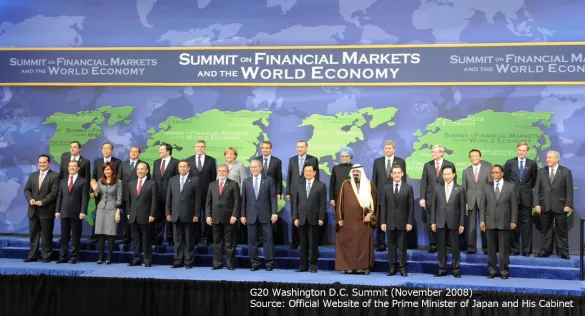 SUMMIT ON FINANCIAL MARKETS
AND THE WORLD ECONOMY
SUMMIT ON FINANCIAL MARKETS
AND THE WORLD ECONOMY
SUMMIT ON FINANCIAL MARKETS
AND THE WORLD ECON
G20 Washington D.C. Summit (November 2008)
Source: Official Website of the Prime Minister of Japan and His Cabinet